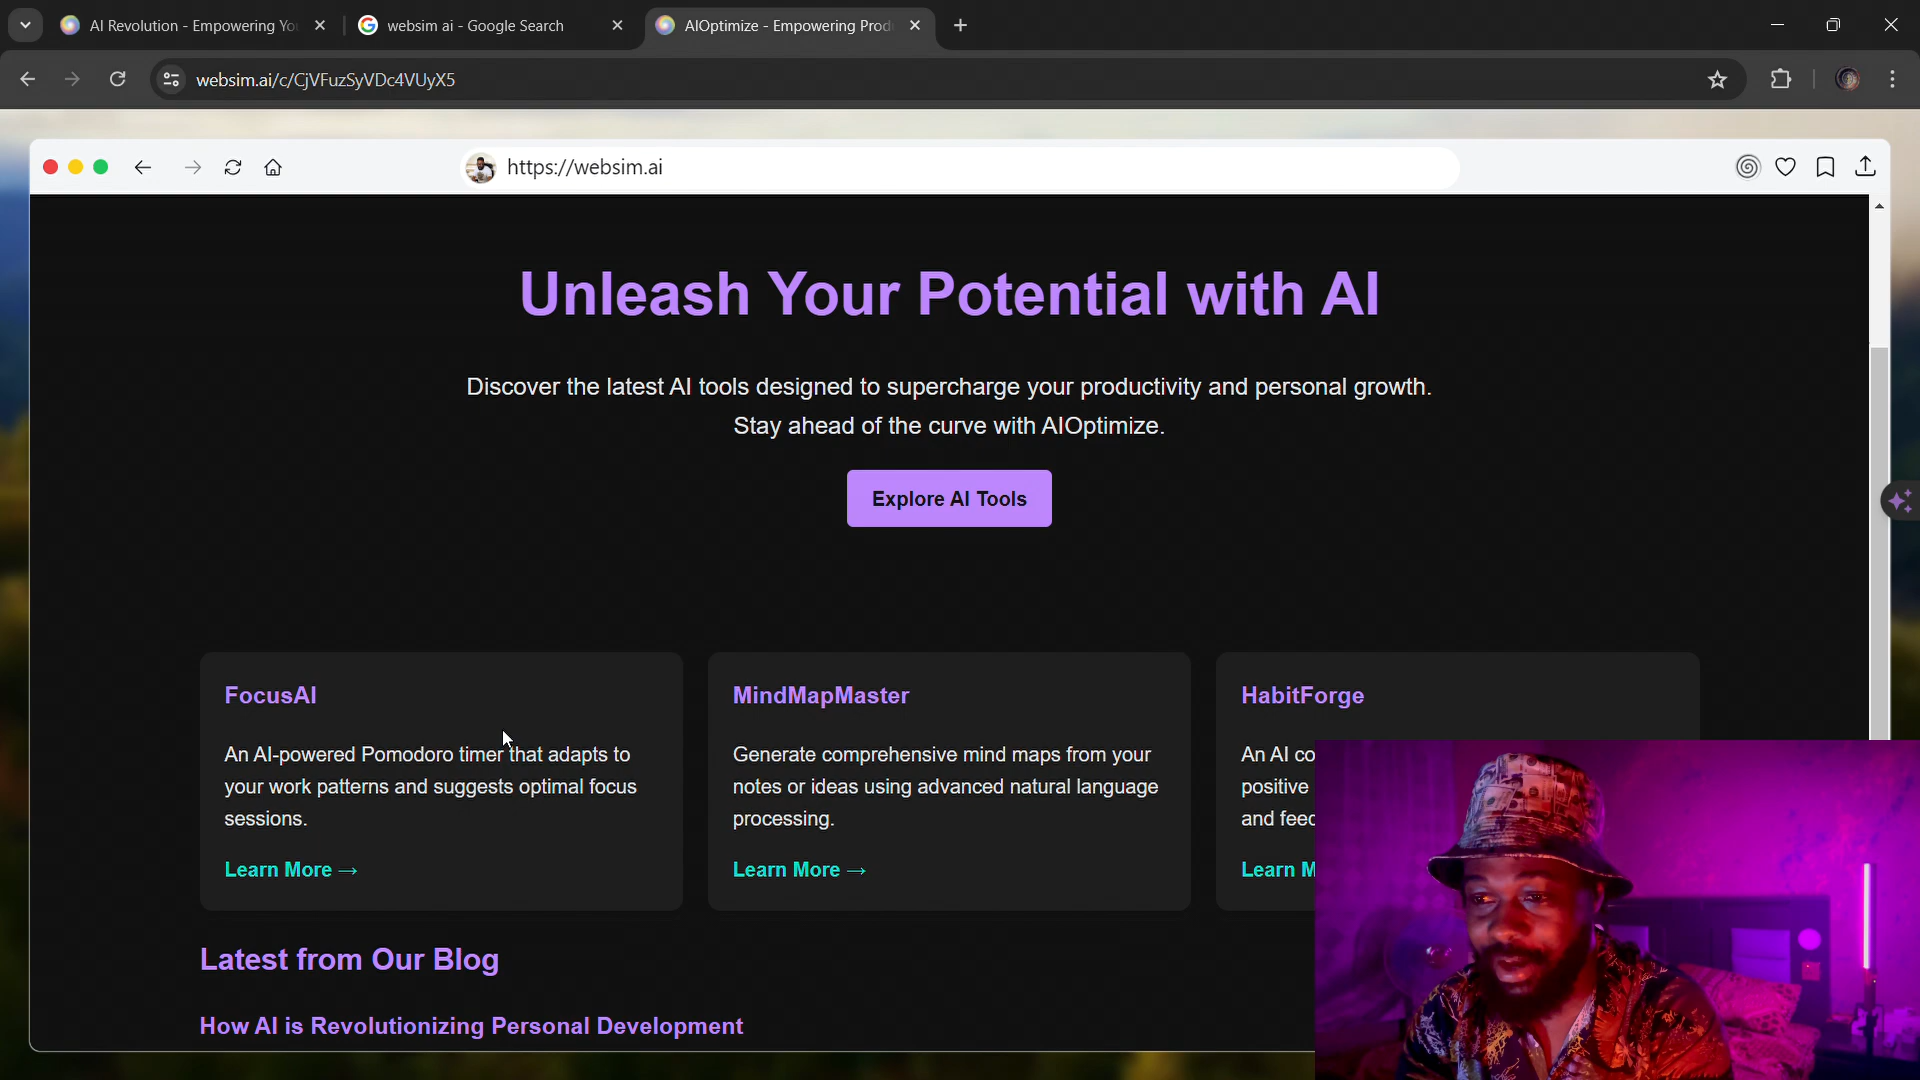 AI Revolution - Empowering Yo
websim ai - Google Search
AIOptimize - Empowering Prod
websim.ai/c/CjVFuzSyVDc4VUyX5
https://websim.ai
Unleash Your Potential with AI
Discover the latest AI tools designed to supercharge your productivity and personal growth.
Stay ahead of the curve with AIOptimize.
Explore AI Tools
FocusAI
An AI-powered Pomodoro timer that adapts to
your work patterns and suggests optimal focus
sessions.
Learn More →
MindMapMaster
Generate comprehensive mind maps from your
notes or ideas using advanced natural language
processing.
Learn More →
HabitForge
An AI co
positive
and feed
Learn M
Latest from Our Blog
How AI is Revolutionizing Personal Development